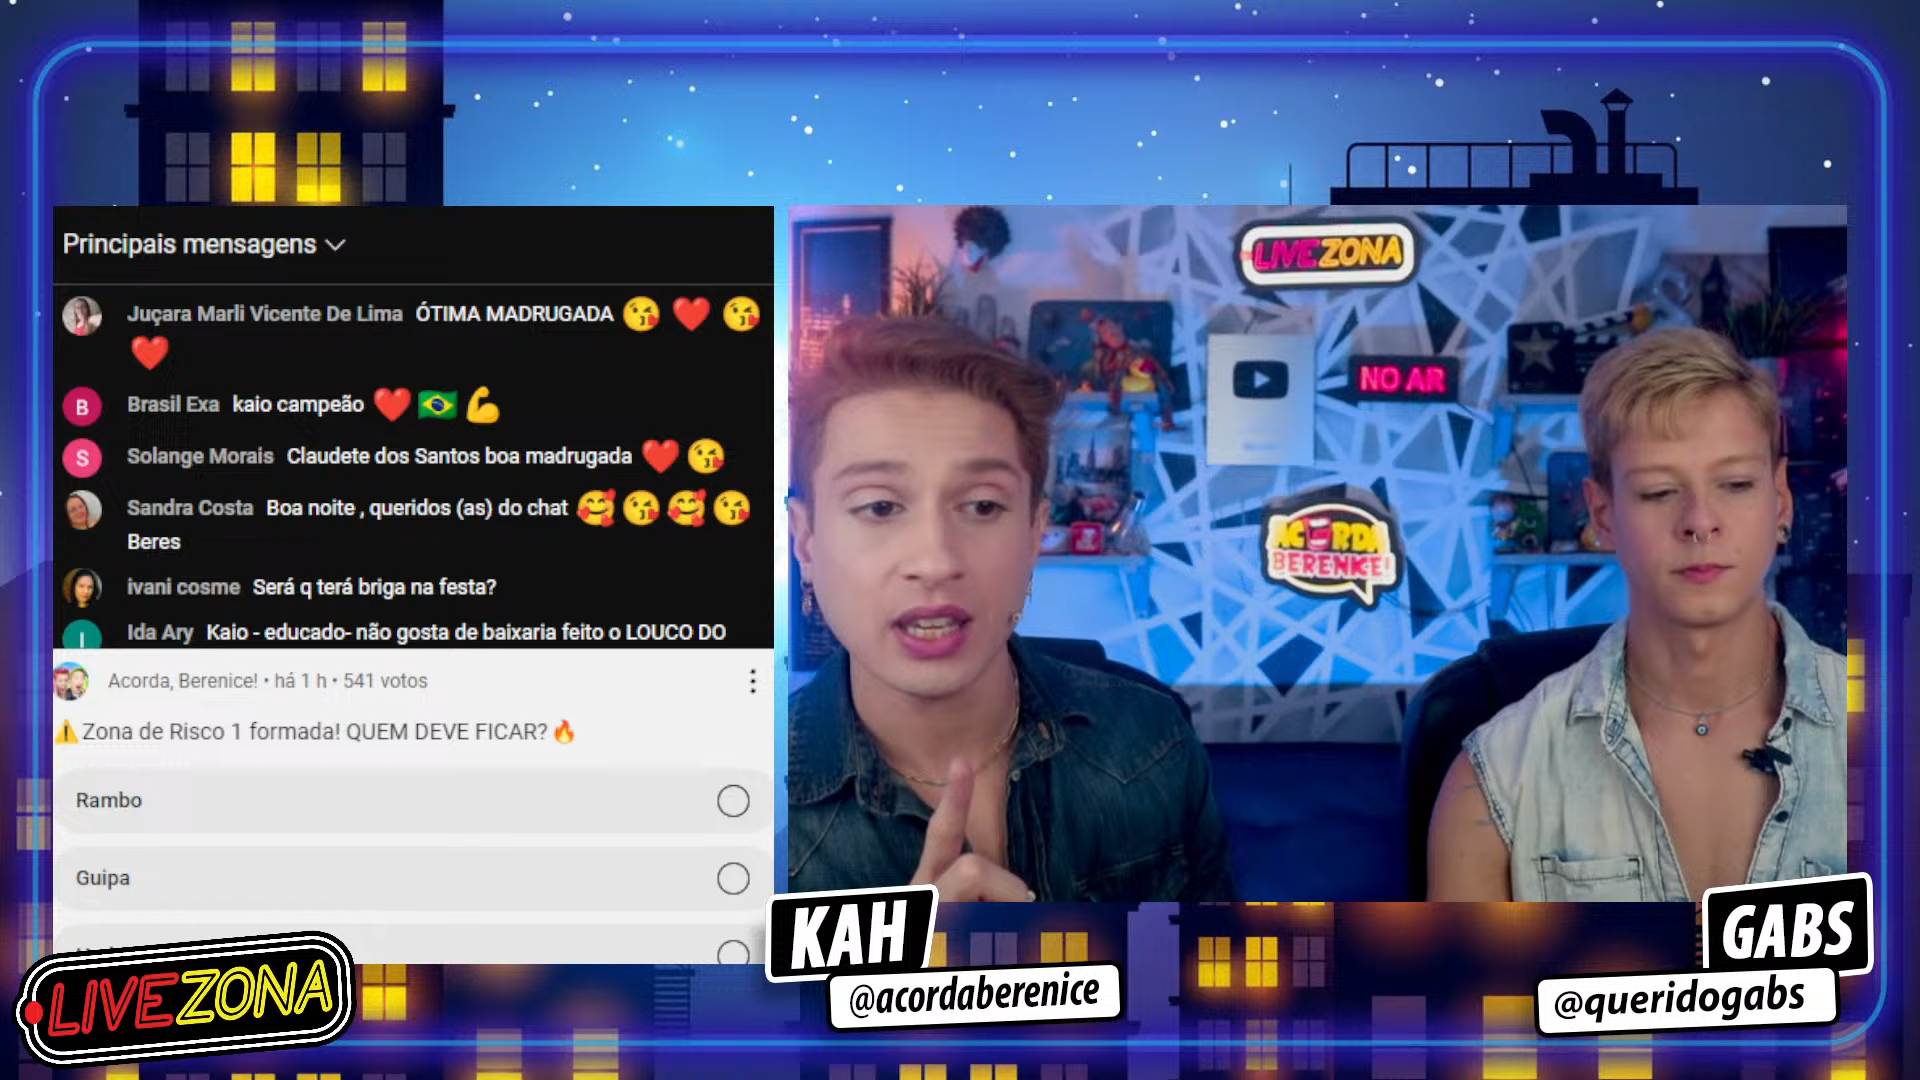 Principais mensagens
Juçara Marli Vicente De Lima ÓTIMA MADRUGADA 😘 ❤️ 😘
❤️
B Brasil Exa kaio campeão ❤️ 🇧🇷 💪
S Solange Morais Claudete dos Santos boa madrugada ❤️ 😘
Sandra Costa Boa noite , queridos (as) do chat 🥰 😘 🥰 😘
Beres
ivani cosme Será q terá briga na festa?
I Ida Ary Kaio - educado- não gosta de baixaria feito o LOUCO DO
Acorda, Berenice! • há 1 h • 541 votos
⚠️Zona de Risco 1 formada! QUEM DEVE FICAR?🔥
Rambo
Guipa
LIVEZONA
LIVEZONA
NO AR
ACORDA
BERENICE!
KAH
@acordaberenice
GABS
@queridogabs